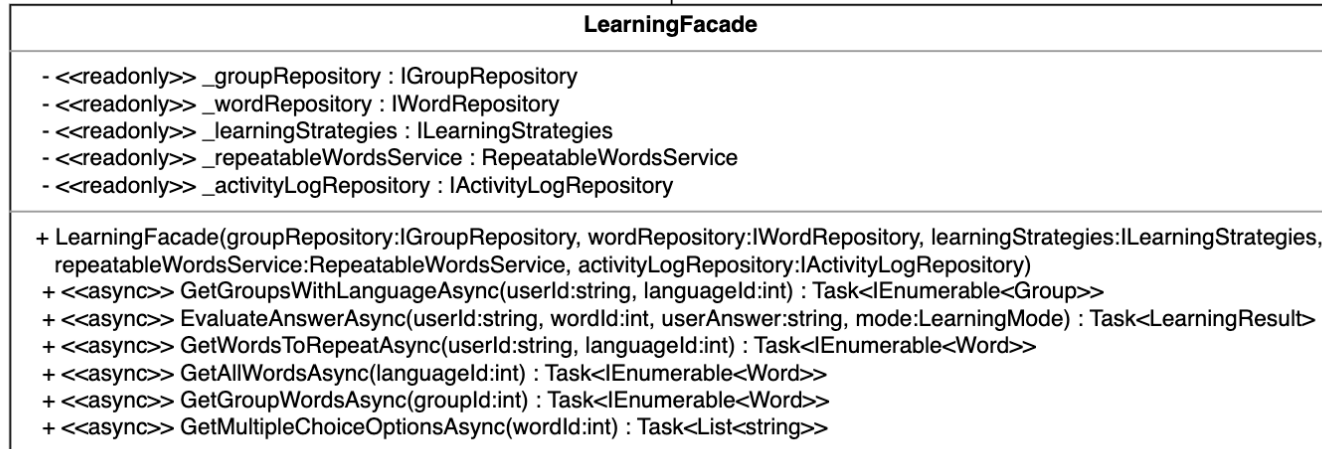 LearningFacade
- <<readonly>> _groupRepository : IGroupRepository
- <<readonly>> _wordRepository : IWordRepository
- <<readonly>> _learningStrategies : ILearningStrategies
- <<readonly>> _repeatableWordsService : RepeatableWordsService
- <<readonly>> _activityLogRepository : IActivityLogRepository
+ LearningFacade(groupRepository:IGroupRepository, wordRepository:IWordRepository, learningStrategies:ILearningStrategies,
repeatableWordsService:RepeatableWordsService, activityLogRepository:IActivityLogRepository)
+ <<async>> GetGroupsWithLanguageAsync(userId:string, languageId:int) : Task<IEnumerable<Group>>
+ <<async>> EvaluateAnswerAsync(userId:string, wordId:int, userAnswer:string, mode:LearningMode) : Task<LearningResult>
+ <<async>> GetWordsToRepeatAsync(userId:string, languageId:int) : Task<IEnumerable<Word>>
+ <<async>> GetAllWordsAsync(languageId:int) : Task<IEnumerable<Word>>
+ <<async>> GetGroupWordsAsync(groupId:int) : Task<IEnumerable<Word>>
+ <<async>> GetMultipleChoiceOptionsAsync(wordId:int) : Task<List<string>>